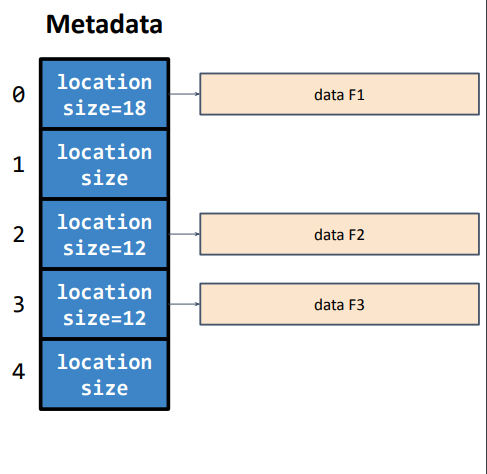 Metadata
0
location
size=18
data F1
1
location
size
2
location
size=12
data F2
3
location
size=12
data F3
4
location
size